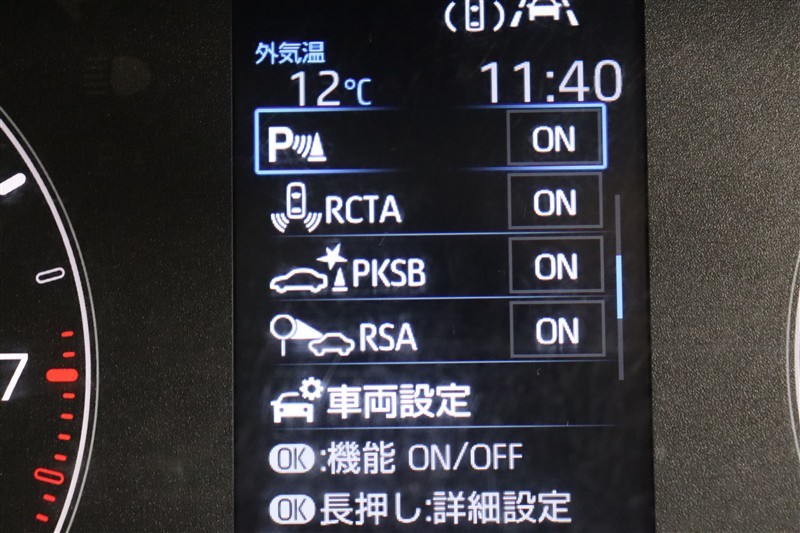 外気温
12℃ 11:40
P ON
RCTA ON
PKSB ON
RSA ON
車両設定
OK:機能 ON/OFF
OK長押し:詳細設定
7